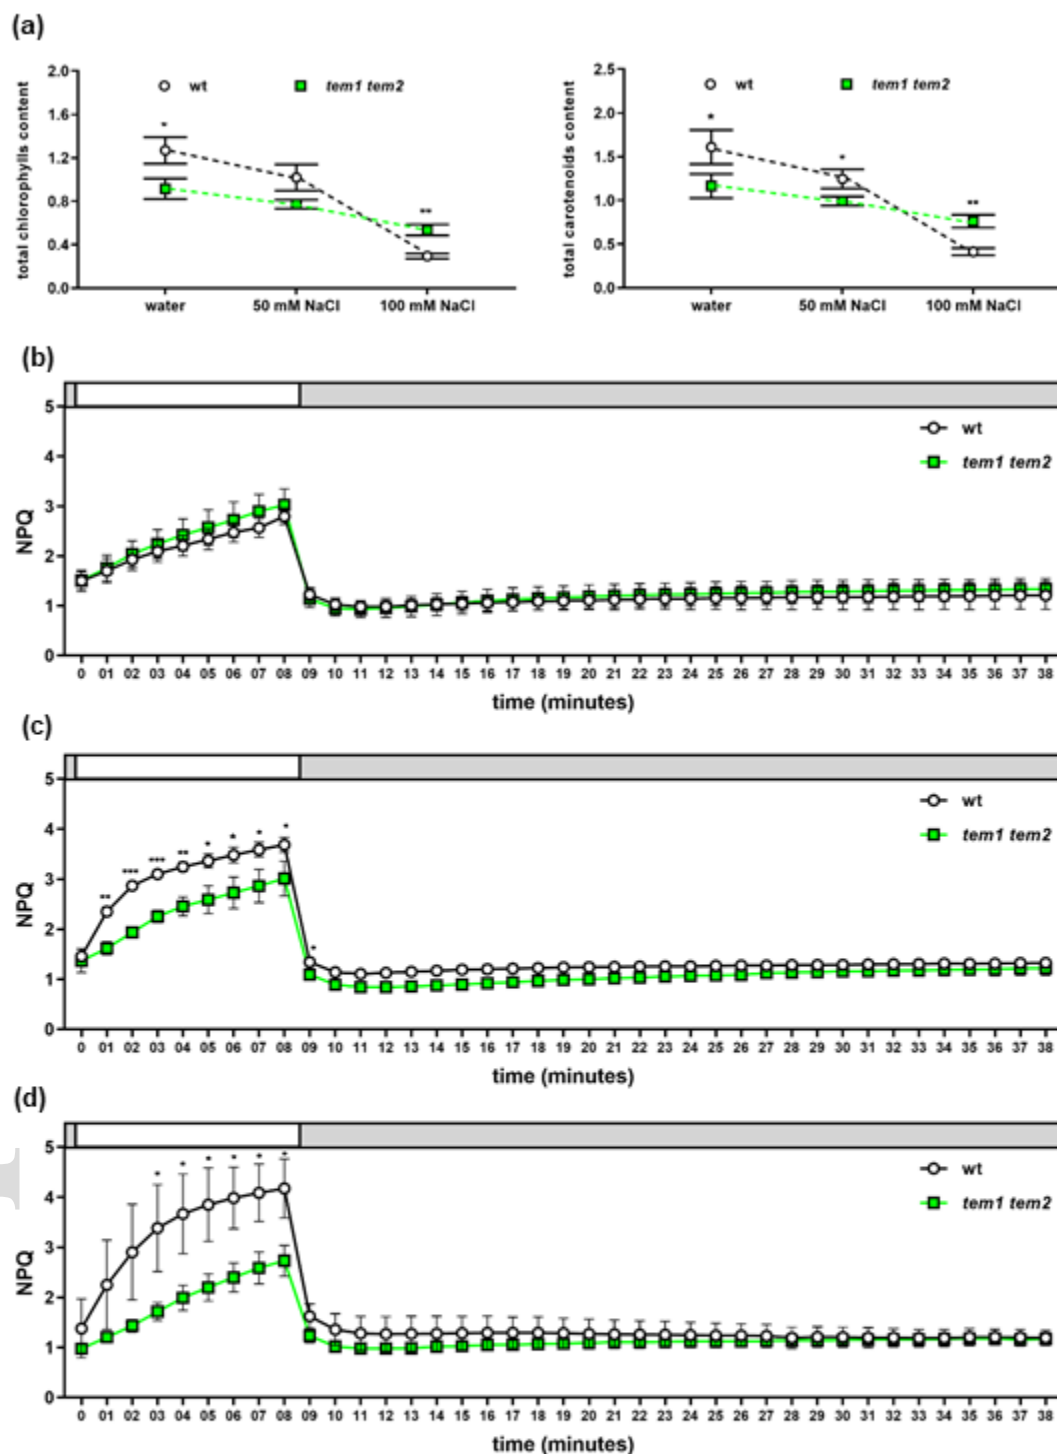 (a)
2.0
1.6
1.2
0.8
0.4
0.0
total chlorophylls content
wt
tem1 tem2
*
**
water
50 mM NaCl
100 mM NaCl
2.5
2.0
1.5
1.0
0.5
0.0
total carotenoids content
wt
tem1 tem2
*
*
**
water
50 mM NaCl
100 mM NaCl
(b)
5
4
3
2
1
0
NPQ
wt
tem1 tem2
0 01 02 03 04 05 06 07 08 09 10 11 12 13 14 15 16 17 18 19 20 21 22 23 24 25 26 27 28 29 30 31 32 33 34 35 36 37 38
time (minutes)
(c)
5
4
3
2
1
0
NPQ
wt
tem1 tem2
** *** *** ** * * * * *
0 01 02 03 04 05 06 07 08 09 10 11 12 13 14 15 16 17 18 19 20 21 22 23 24 25 26 27 28 29 30 31 32 33 34 35 36 37 38
time (minutes)
(d)
5
4
3
2
1
0
NPQ
wt
tem1 tem2
* * * * * *
0 01 02 03 04 05 06 07 08 09 10 11 12 13 14 15 16 17 18 19 20 21 22 23 24 25 26 27 28 29 30 31 32 33 34 35 36 37 38
time (minutes)